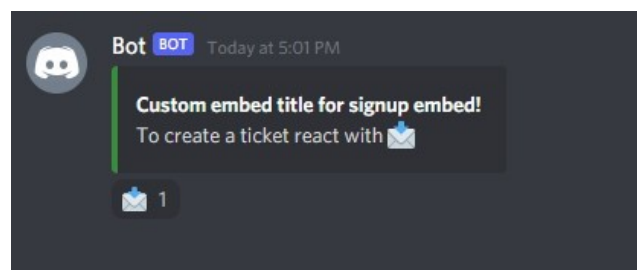 Bot BOT Today at 5:01 PM
Custom embed title for signup embed!
To create a ticket react with 📩
📩 1